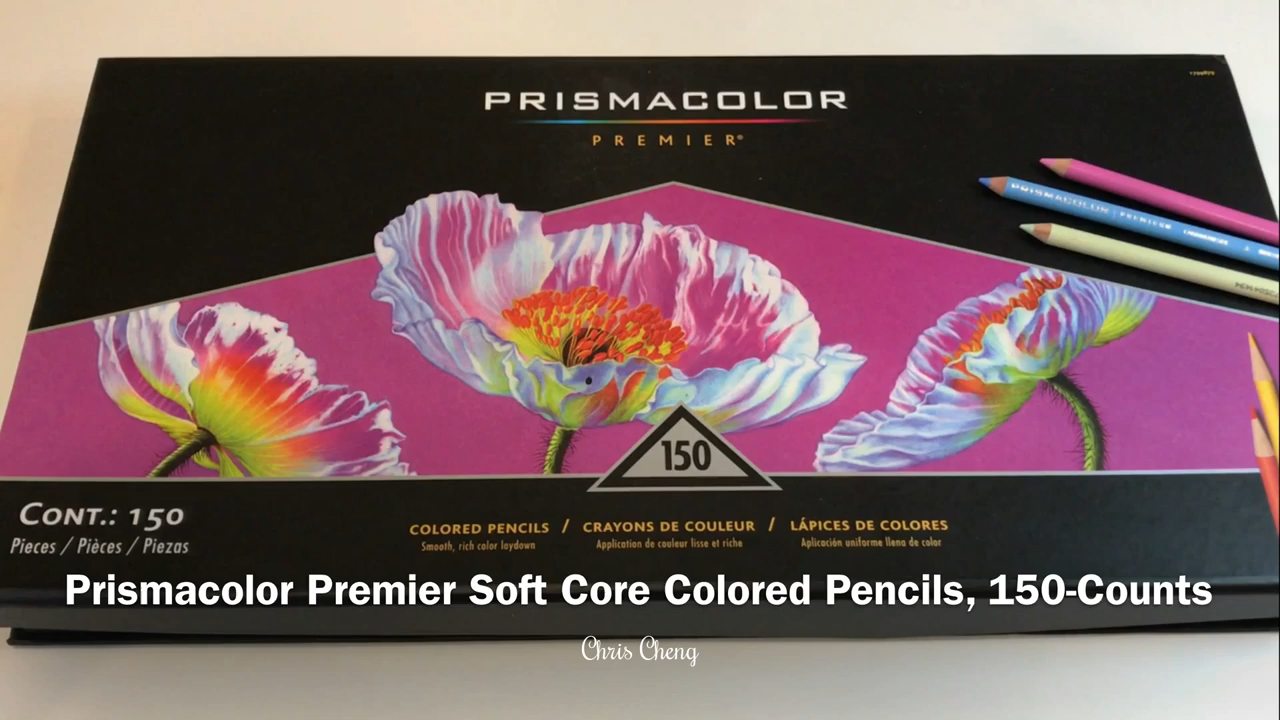 PRISMACOLOR
PREMIER®
PRISMACOLOR PREMIER
150
CONT.: 150
Pieces / Pièces / Piezas
COLORED PENCILS / CRAYONS DE COULEUR / LÁPICES DE COLORES
Smooth, rich color laydown Application de couleur lisse et riche Aplicación uniforme llena de color
Prismacolor Premier Soft Core Colored Pencils, 150-Counts
Chris Cheng